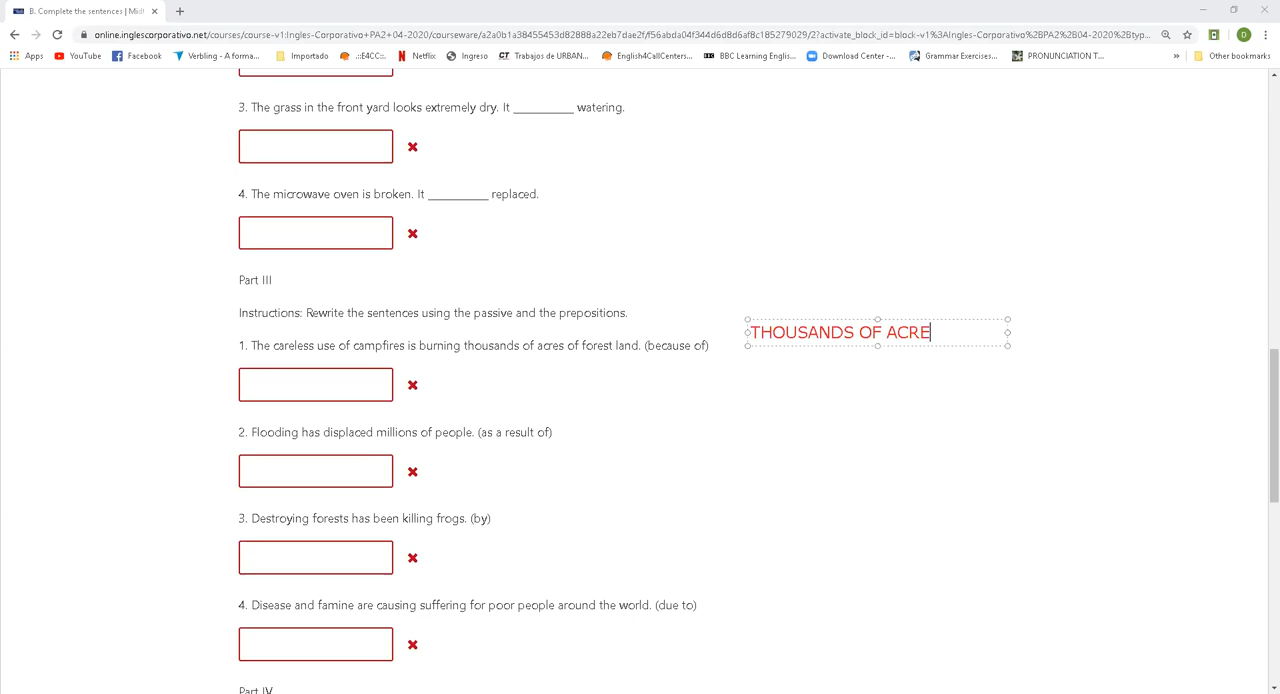 B. Complete the sentences | Mid
online.inglescorporativo.net/courses/course-v1:Ingles-Corporativo+PA2+04-2020/courseware/a2a0b1a38455453d82888a22eb7dae2f/f56abda04f344d6d8d6af8c185279029/2?activate_block_id=block-v1%3AIngles-Corporativo%2BPA2%2B04-2020%2Btyp...
Apps YouTube Facebook Verbling - A forma... Importado .::E4CC::. Netflix Ingreso CT Trabajos de URBAN... English4CallCenters... BBC Learning Englis... Download Center -... Grammar Exercises... PRONUNCIATION T... » Other bookmarks
3. The grass in the front yard looks extremely dry. It __________ watering.
4. The microwave oven is broken. It __________ replaced.
Part III
Instructions: Rewrite the sentences using the passive and the prepositions.
THOUSANDS OF ACRE
1. The careless use of campfires is burning thousands of acres of forest land. (because of)
2. Flooding has displaced millions of people. (as a result of)
3. Destroying forests has been killing frogs. (by)
4. Disease and famine are causing suffering for poor people around the world. (due to)
Part IV